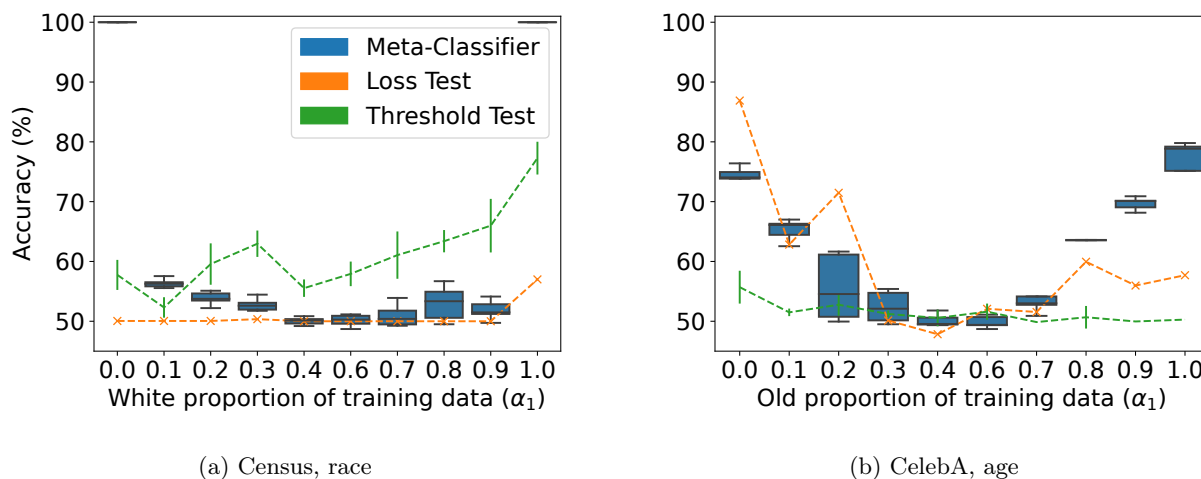 100
90
80
70
60
50
Accuracy (%)
Meta-Classifier
Loss Test
Threshold Test
0.0 0.1 0.2 0.3 0.4 0.6 0.7 0.8 0.9 1.0
White proportion of training data (α₁)
(a) Census, race
100
90
80
70
60
50
0.0 0.1 0.2 0.3 0.4 0.6 0.7 0.8 0.9 1.0
Old proportion of training data (α₁)
(b) CelebA, age